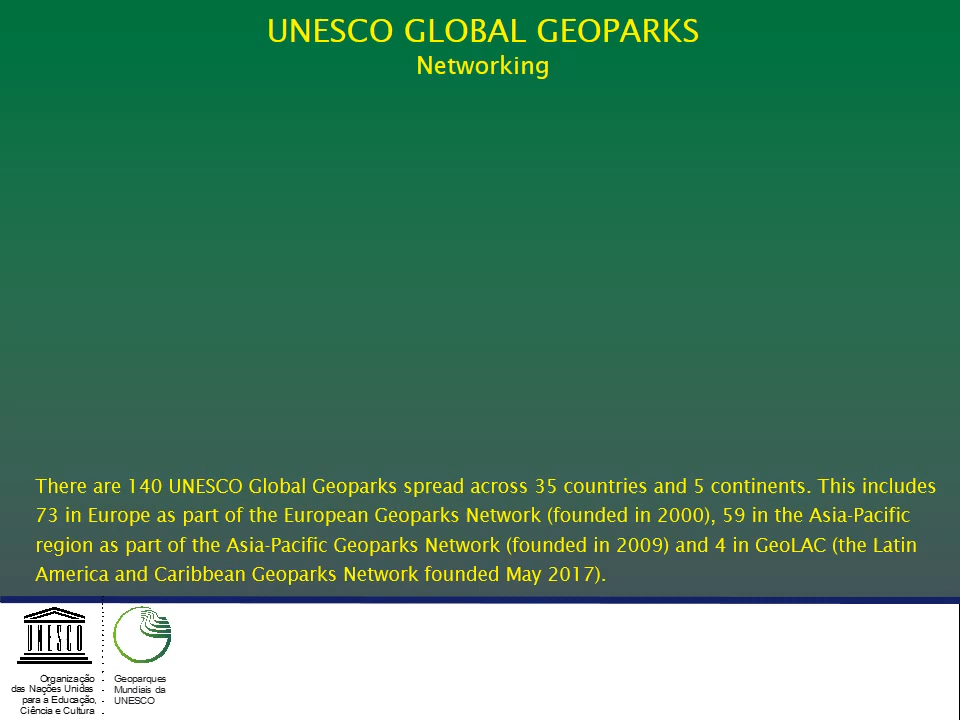 UNESCO GLOBAL GEOPARKS
Networking
There are 140 UNESCO Global Geoparks spread across 35 countries and 5 continents. This includes
73 in Europe as part of the European Geoparks Network (founded in 2000), 59 in the Asia-Pacific
region as part of the Asia-Pacific Geoparks Network (founded in 2009) and 4 in GeoLAC (the Latin
America and Caribbean Geoparks Network founded May 2017).
UNESCO
Organização
das Nações Unidas
para a Educação,
Ciência e Cultura
Geoparques
Mundiais da
UNESCO